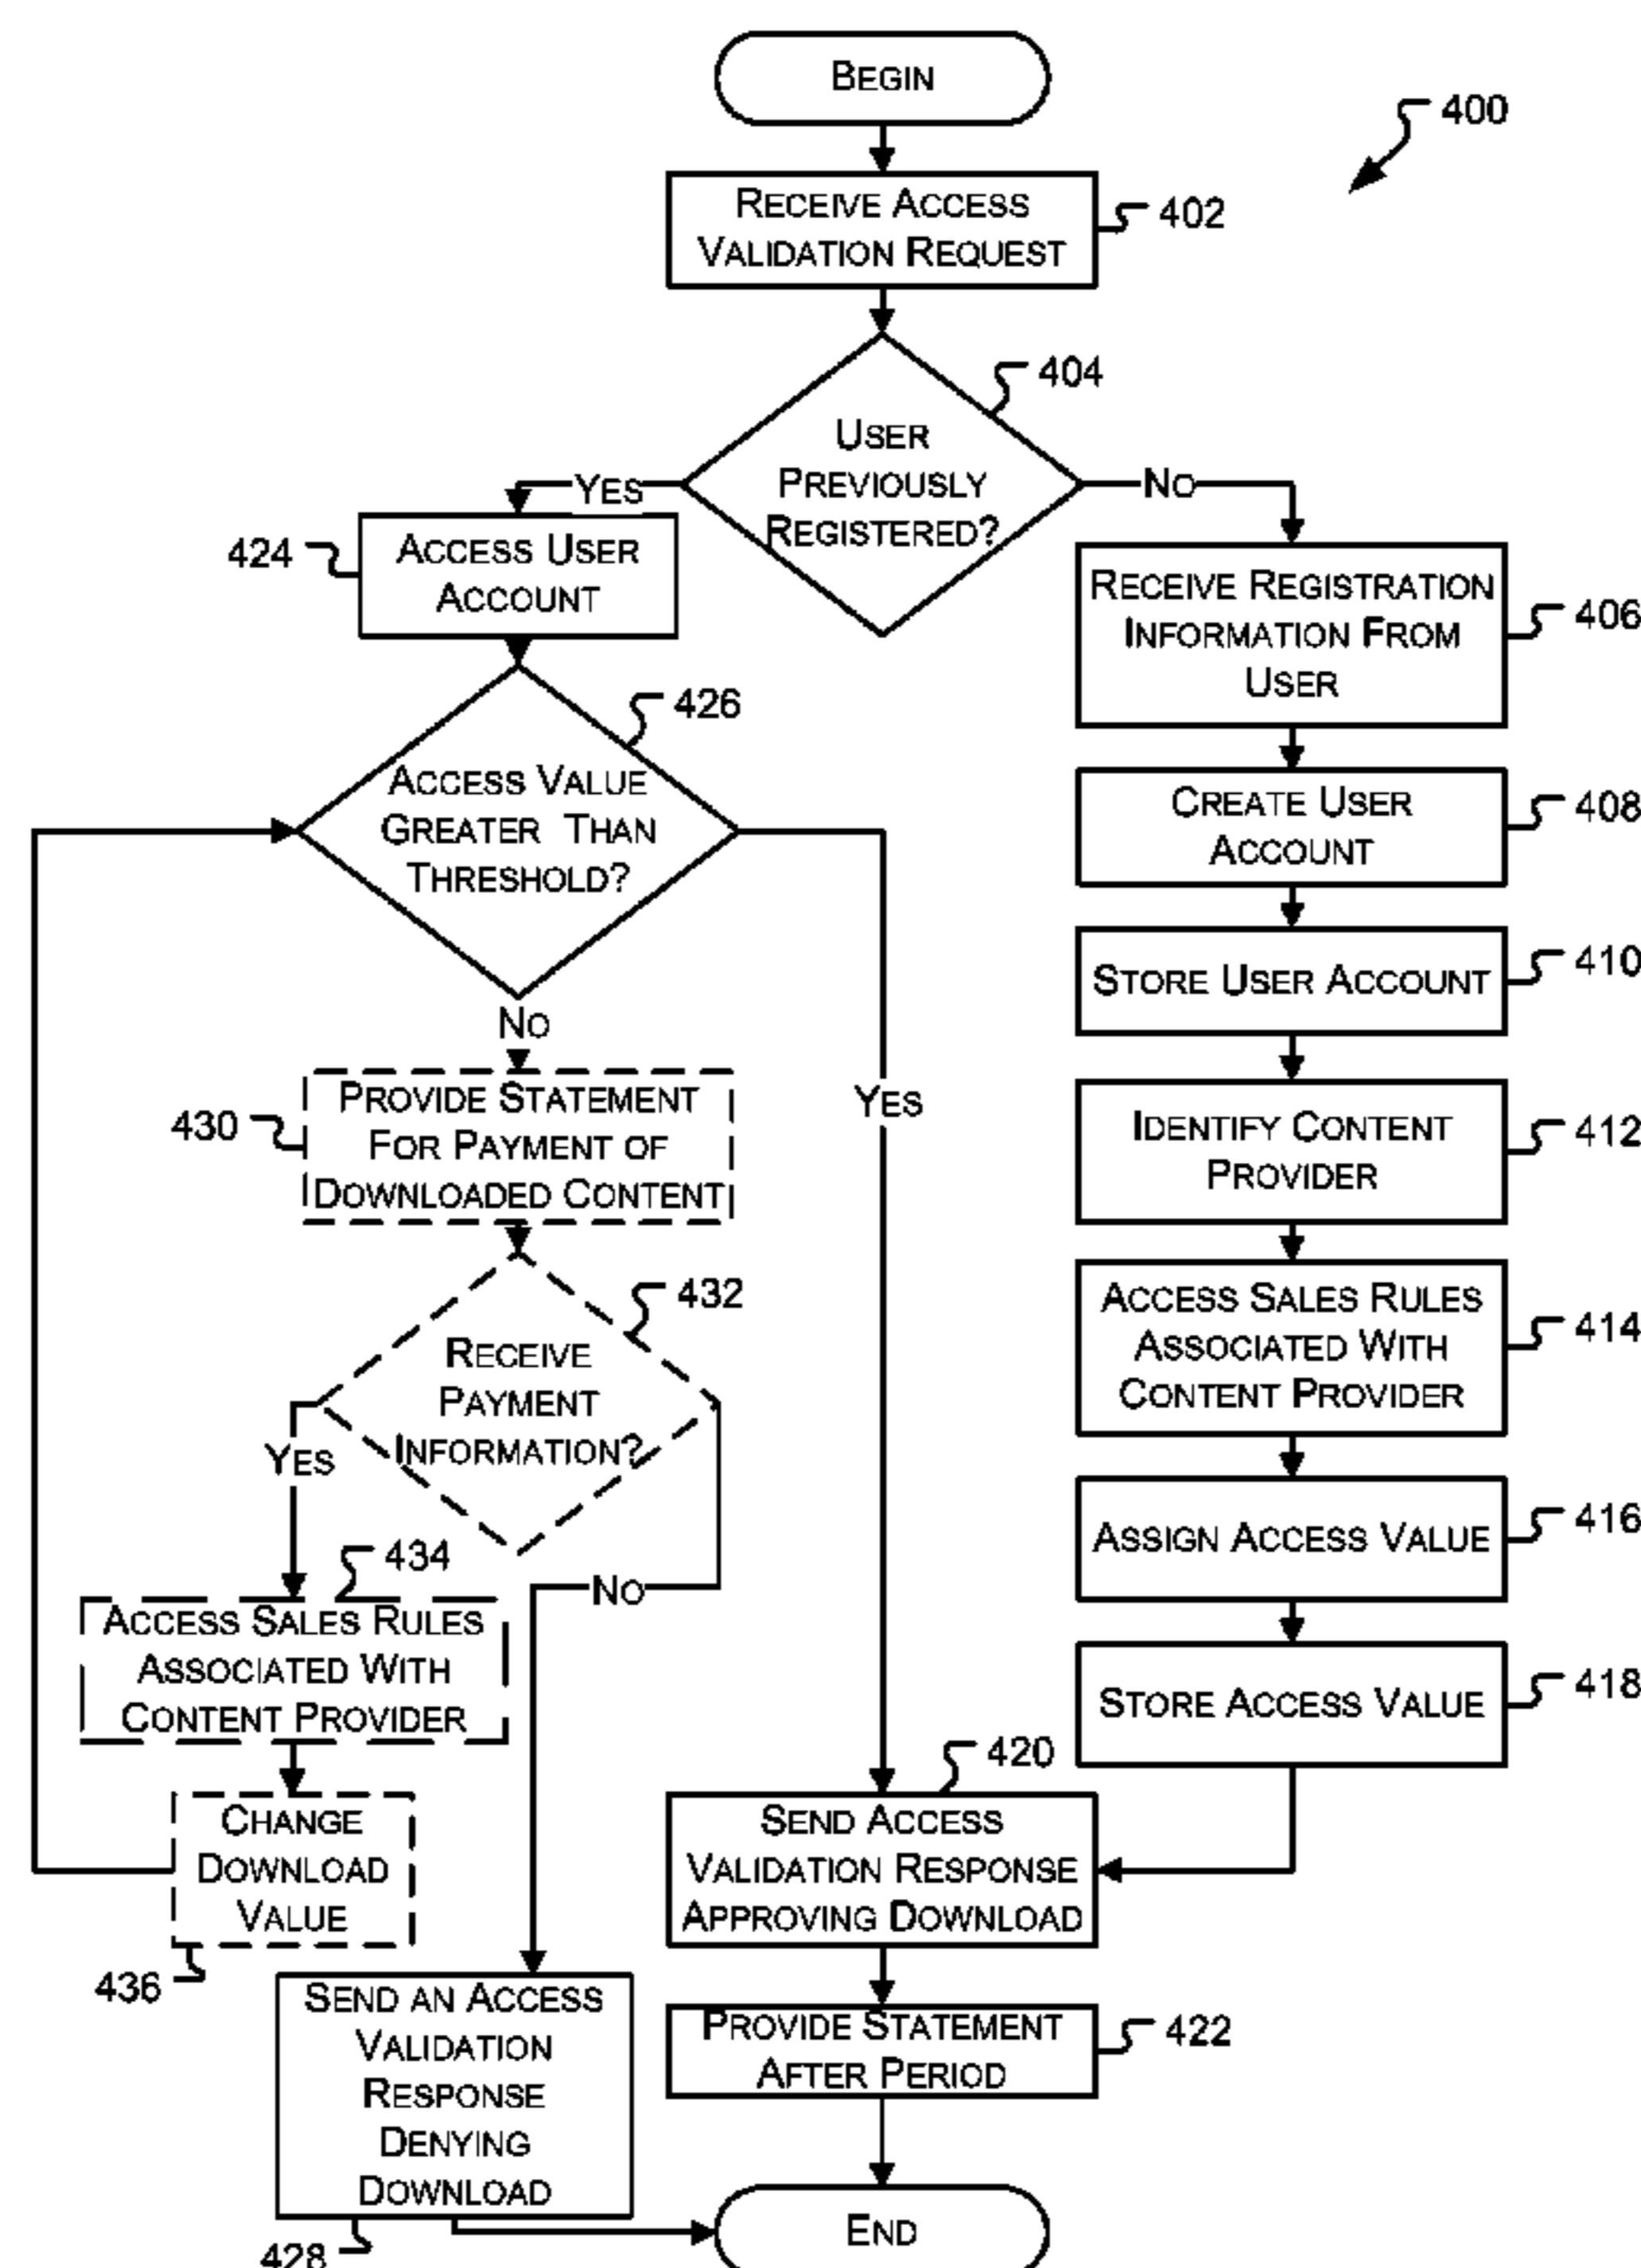 BEGIN
400
RECEIVE ACCESS
VALIDATION REQUEST
402
404
USER
PREVIOUSLY
REGISTERED?
YES
NO
424
ACCESS USER
ACCOUNT
RECEIVE REGISTRATION
INFORMATION FROM
USER
406
426
ACCESS VALUE
GREATER THAN
THRESHOLD?
CREATE USER
ACCOUNT
408
STORE USER ACCOUNT
410
NO
YES
430
PROVIDE STATEMENT
FOR PAYMENT OF
DOWNLOADED CONTENT
IDENTIFY CONTENT
PROVIDER
412
432
RECEIVE
PAYMENT
INFORMATION?
ACCESS SALES RULES
ASSOCIATED WITH
CONTENT PROVIDER
414
YES
NO
ASSIGN ACCESS VALUE
416
434
ACCESS SALES RULES
ASSOCIATED WITH
CONTENT PROVIDER
STORE ACCESS VALUE
418
420
CHANGE
DOWNLOAD
VALUE
436
SEND ACCESS
VALIDATION RESPONSE
APPROVING DOWNLOAD
SEND AN ACCESS
VALIDATION
RESPONSE
DENYING
DOWNLOAD
428
PROVIDE STATEMENT
AFTER PERIOD
422
END